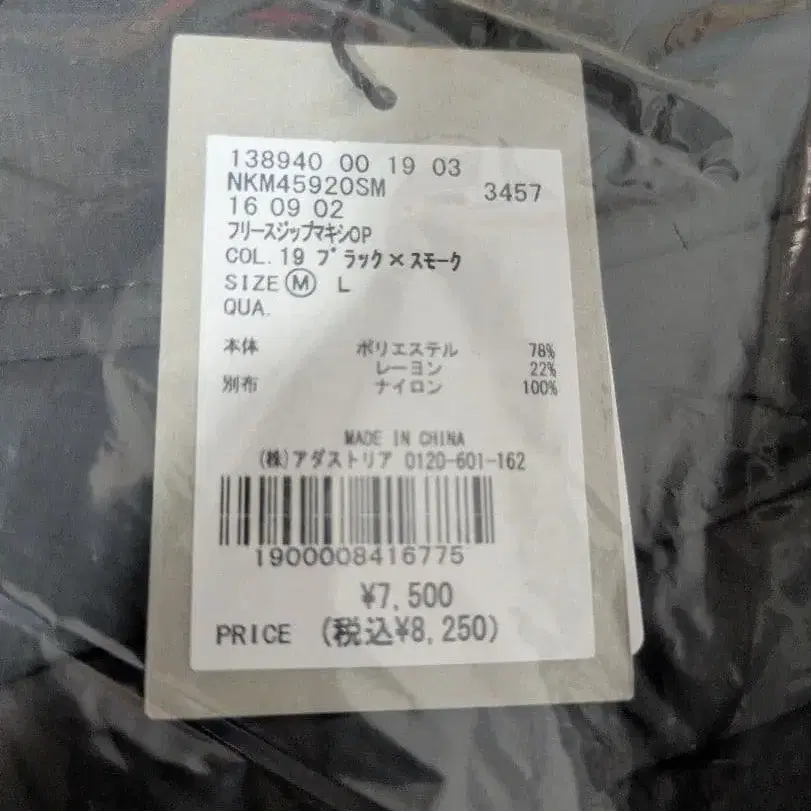 138940 00 19 03
NKM45920SM 3457
16 09 02
フリースジップマキシOP
COL.19 ブラック×スモーク
SIZE Ⓜ L
QUA.
本体 ポリエステル 78%
レーヨン 22%
別布 ナイロン 100%
MADE IN CHINA
(株)アダストリア 0120-601-162
1900008416775
¥7,500
PRICE (税込¥8,250)